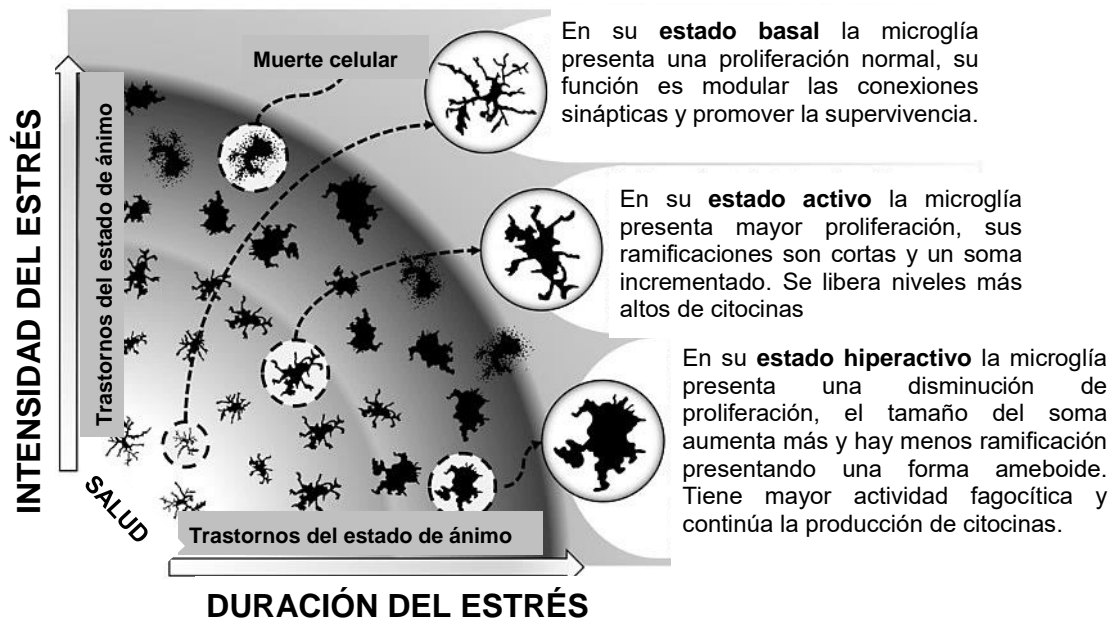 Muerte celular
En su estado basal la microglía
presenta una proliferación normal, su
función es modular las conexiones
sinápticas y promover la supervivencia.
En su estado activo la microglía
presenta mayor proliferación, sus
ramificaciones son cortas y un soma
incrementado. Se libera niveles más
altos de citocinas
En su estado hiperactivo la microglía
presenta una disminución de
proliferación, el tamaño del soma
aumenta más y hay menos ramificación
presentando una forma ameboide.
Tiene mayor actividad fagocítica y
continúa la producción de citocinas.
INTENSIDAD DEL ESTRÉS
Trastornos del estado de ánimo
SALUD
Trastornos del estado de ánimo
DURACIÓN DEL ESTRÉS